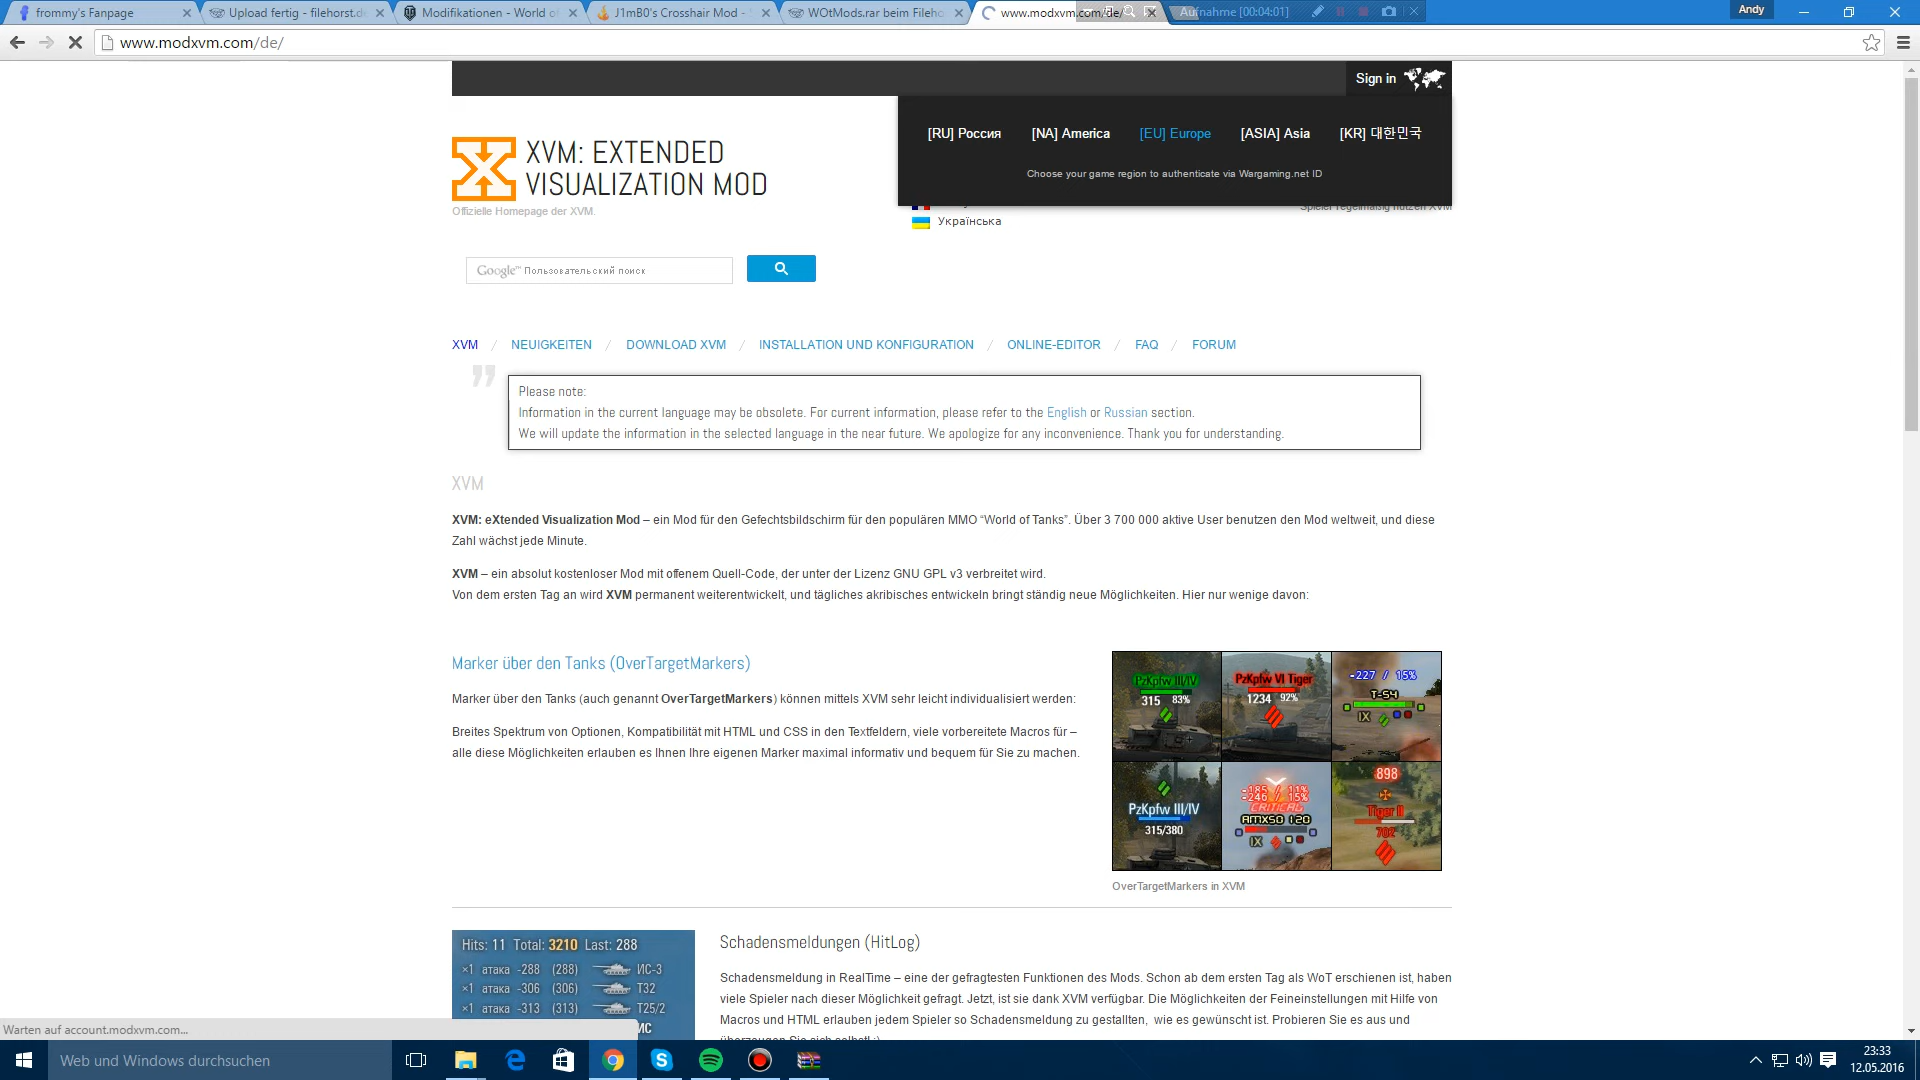 frommy's Fanpage
Upload fertig - filehorst.de
Modifikationen - World of
J1mB0's Crosshair Mod -
WOtMods.rar beim Fileho
www.modxvm.com/de/
Aufnahme [00:04:01]
Andy
www.modxvm.com/de/
Sign in
[RU] Россия [NA] America [EU] Europe [ASIA] Asia [KR] 대한민국
Choose your game region to authenticate via Wargaming.net ID
XVM: EXTENDED
VISUALIZATION MOD
Offizielle Homepage der XVM.
Spieler regelmäßig nutzen XVM
Українська
Google™ Пользовательский поиск
XVM / NEUIGKEITEN / DOWNLOAD XVM / INSTALLATION UND KONFIGURATION / ONLINE-EDITOR / FAQ / FORUM
Please note:
Information in the current language may be obsolete. For current information, please refer to the English or Russian section.
We will update the information in the selected language in the near future. We apologize for any inconvenience. Thank you for understanding.
XVM
XVM: eXtended Visualization Mod – ein Mod für den Gefechtsbildschirm für den populären MMO “World of Tanks”. Über 3 700 000 aktive User benutzen den Mod weltweit, und diese
Zahl wächst jede Minute.
XVM – ein absolut kostenloser Mod mit offenem Quell-Code, der unter der Lizenz GNU GPL v3 verbreitet wird.
Von dem ersten Tag an wird XVM permanent weiterentwickelt, und tägliches akribisches entwickeln bringt ständig neue Möglichkeiten. Hier nur wenige davon:
Marker über den Tanks (OverTargetMarkers)
Marker über den Tanks (auch genannt OverTargetMarkers) können mittels XVM sehr leicht individualisiert werden:
Breites Spektrum von Optionen, Kompatibilität mit HTML und CSS in den Textfeldern, viele vorbereitete Macros für –
alle diese Möglichkeiten erlauben es Ihnen Ihre eigenen Marker maximal informativ und bequem für Sie zu machen.
PzKpfw III/IV
315 83%
PzKpfw VI Tiger
1234 92%
-227 / 15%
T-54
IX
PzKpfw III/IV
315/380
-185 / 11%
-246 / 15%
CRITICAL
AMX50 120
IX
898
Tiger II
702
OverTargetMarkers in XVM
Hits: 11 Total: 3210 Last: 288
×1 атака -288 (288) ИС-3
×1 атака -306 (306) T32
×1 атака -313 (313) T25/2
ИС
Schadensmeldungen (HitLog)
Schadensmeldung in RealTime – eine der gefragtesten Funktionen des Mods. Schon ab dem ersten Tag als WoT erschienen ist, haben
viele Spieler nach dieser Möglichkeit gefragt. Jetzt, ist sie dank XVM verfügbar. Die Möglichkeiten der Feineinstellungen mit Hilfe von
Macros und HTML erlauben jedem Spieler so Schadensmeldung zu gestallten, wie es gewünscht ist. Probieren Sie es aus und
überzeugen Sie sich selbst! :)
Warten auf account.modxvm.com...
Web und Windows durchsuchen
23:33
12.05.2016